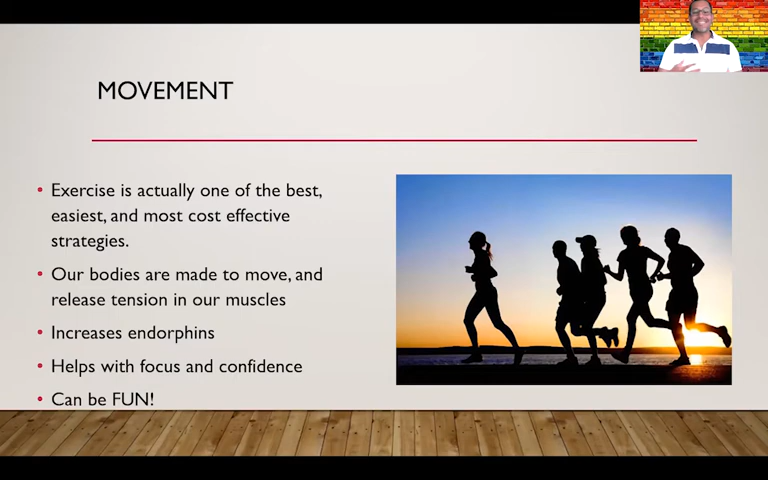 MOVEMENT
• Exercise is actually one of the best,
easiest, and most cost effective
strategies.
• Our bodies are made to move, and
release tension in our muscles
• Increases endorphins
• Helps with focus and confidence
• Can be FUN!